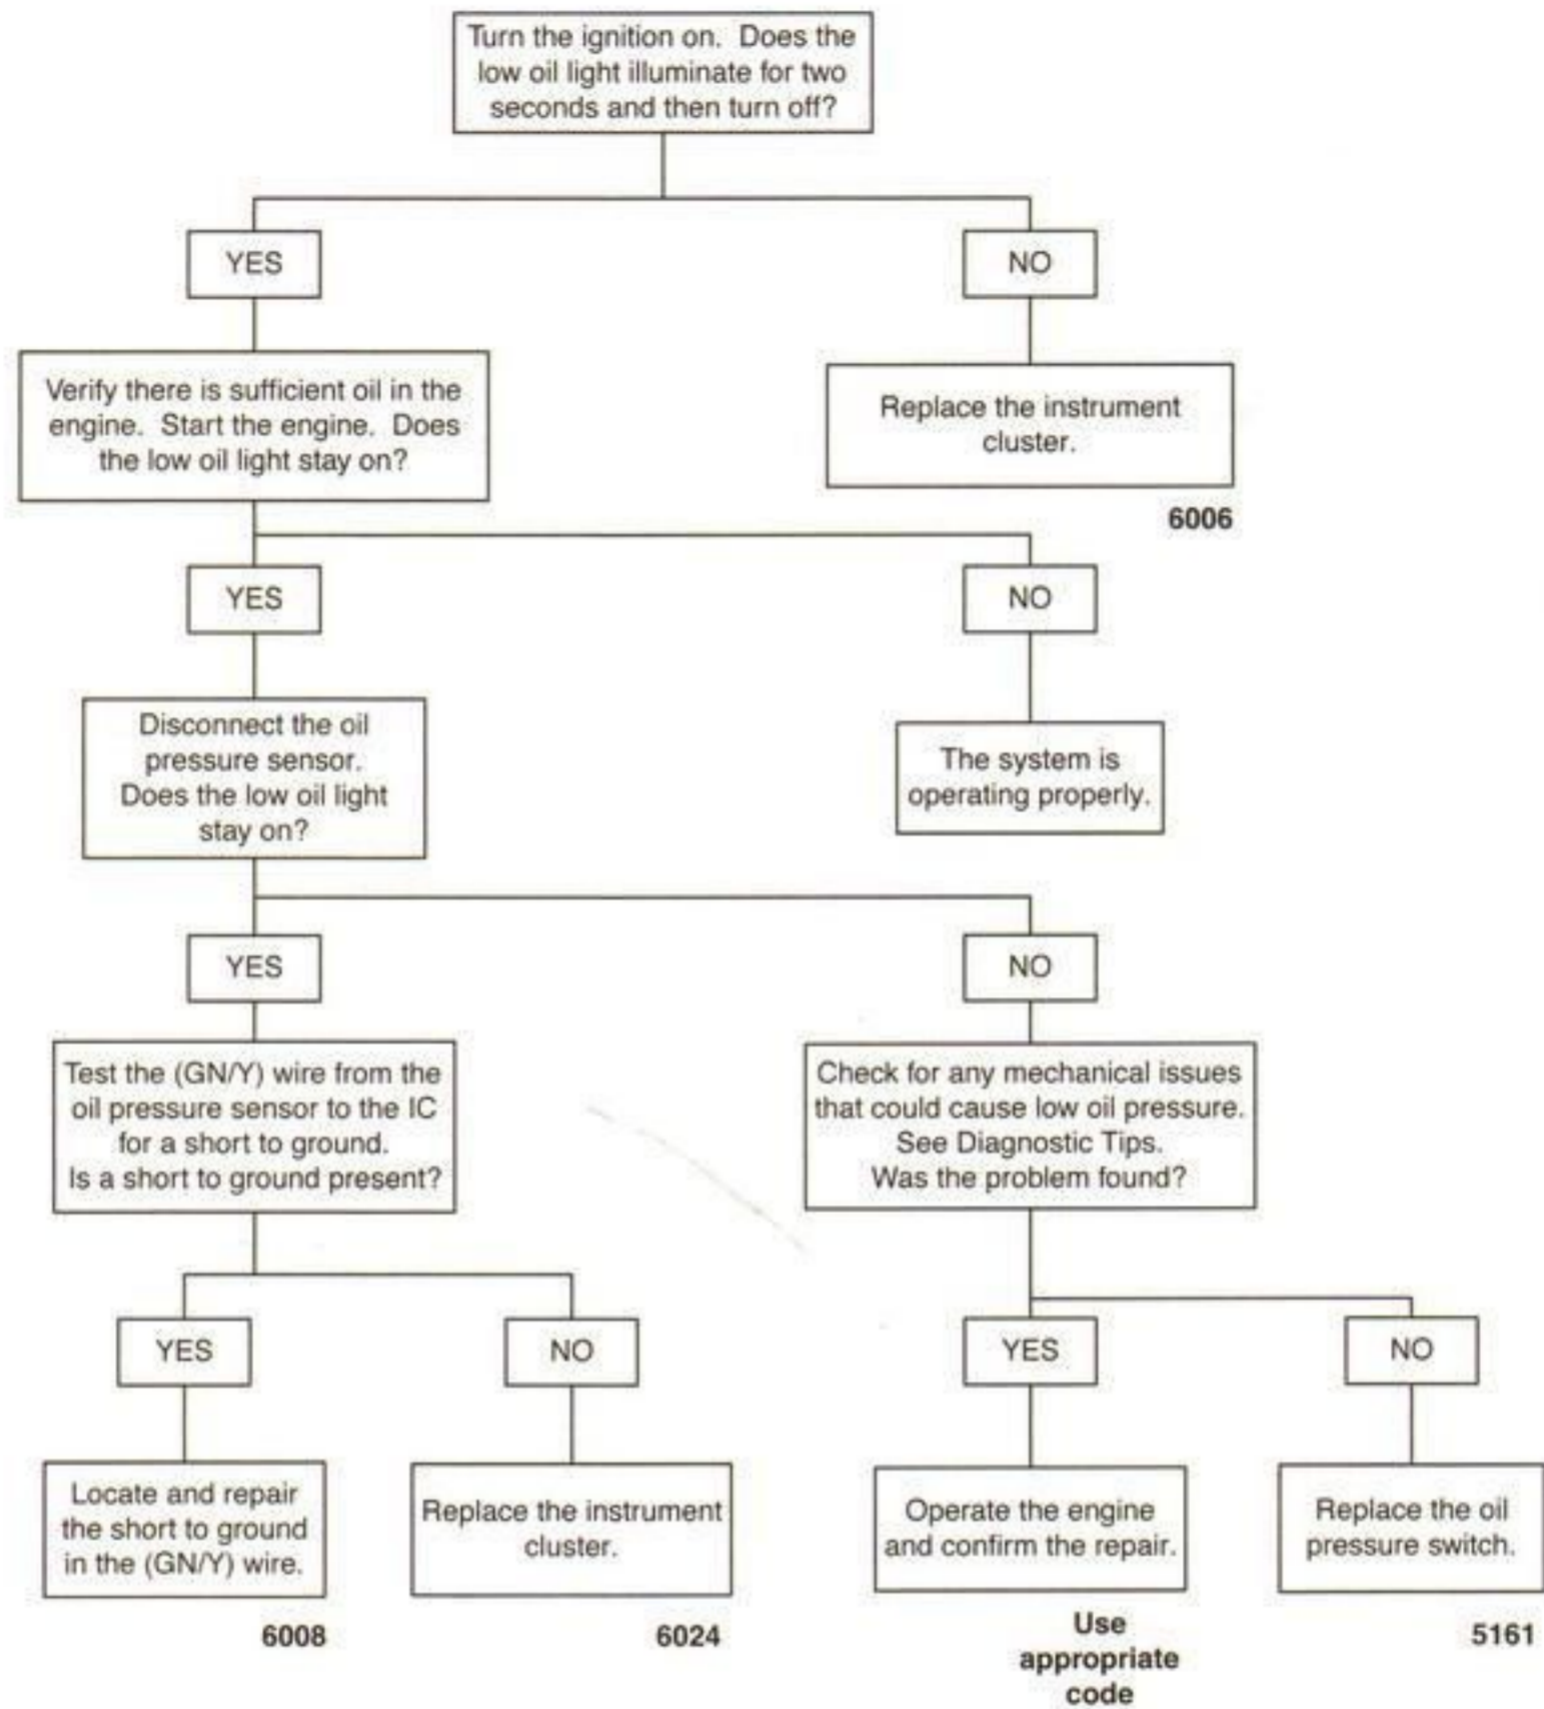 Turn the ignition on. Does the
low oil light illuminate for two
seconds and then turn off?
YES
NO
Verify there is sufficient oil in the
engine. Start the engine. Does
the low oil light stay on?
Replace the instrument
cluster.
6006
YES
NO
Disconnect the oil
pressure sensor.
Does the low oil light
stay on?
The system is
operating properly.
YES
NO
Test the (GN/Y) wire from the
oil pressure sensor to the IC
for a short to ground.
Is a short to ground present?
Check for any mechanical issues
that could cause low oil pressure.
See Diagnostic Tips.
Was the problem found?
YES
NO
YES
NO
Locate and repair
the short to ground
in the (GN/Y) wire.
6008
Replace the instrument
cluster.
6024
Operate the engine
and confirm the repair.
Use
appropriate
code
Replace the oil
pressure switch.
5161